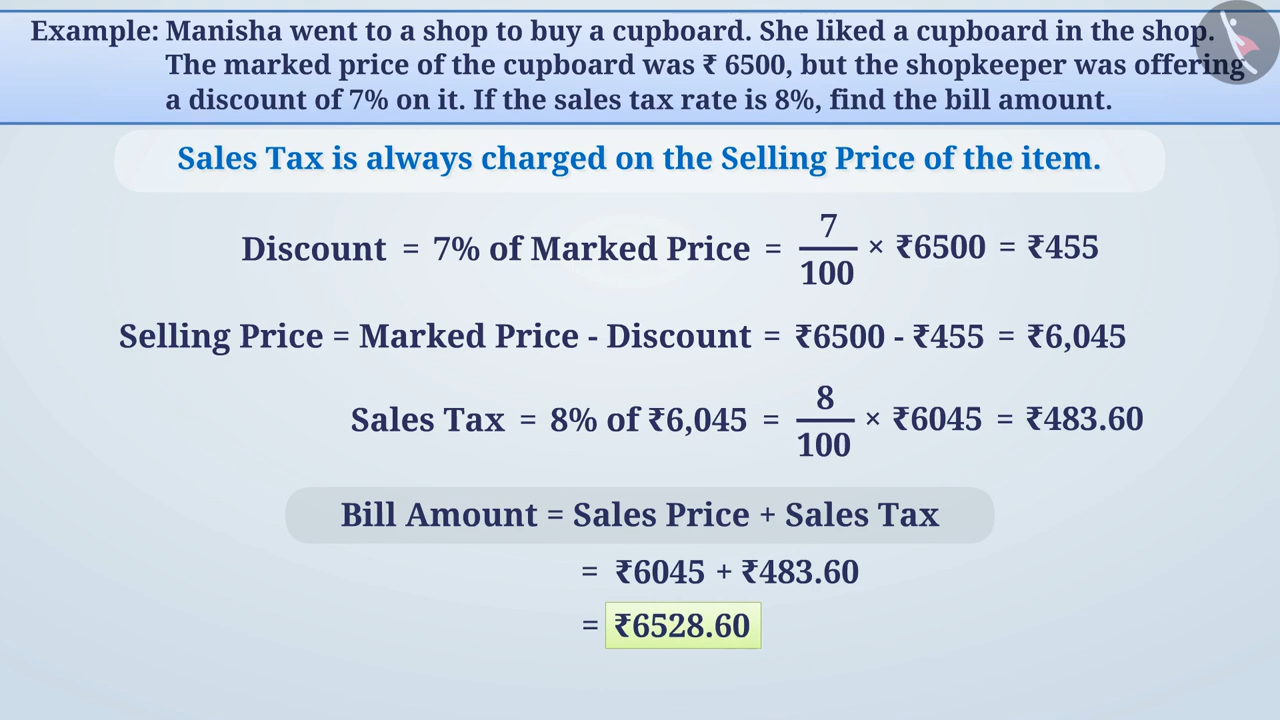 Example: Manisha went to a shop to buy a cupboard. She liked a cupboard in the shop.
The marked price of the cupboard was ₹ 6500, but the shopkeeper was offering
a discount of 7% on it. If the sales tax rate is 8%, find the bill amount.
Sales Tax is always charged on the Selling Price of the item.
Discount = 7% of Marked Price = 7/100 × ₹6500 = ₹455
Selling Price = Marked Price - Discount = ₹6500 - ₹455 = ₹6,045
Sales Tax = 8% of ₹6,045 = 8/100 × ₹6045 = ₹483.60
Bill Amount = Sales Price + Sales Tax
= ₹6045 + ₹483.60
= ₹6528.60